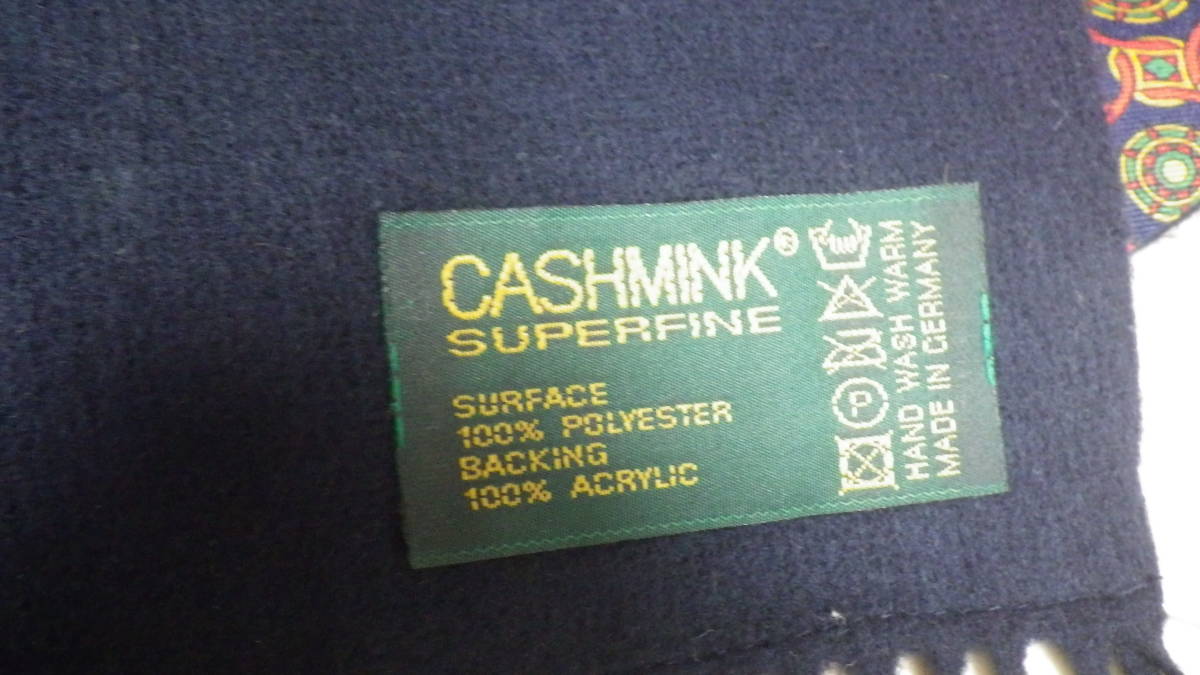 CASHMINK®
SUPERFINE
SURFACE
100% POLYESTER
BACKING
100% ACRYLIC
P
HAND WASH WARM
MADE IN GERMANY